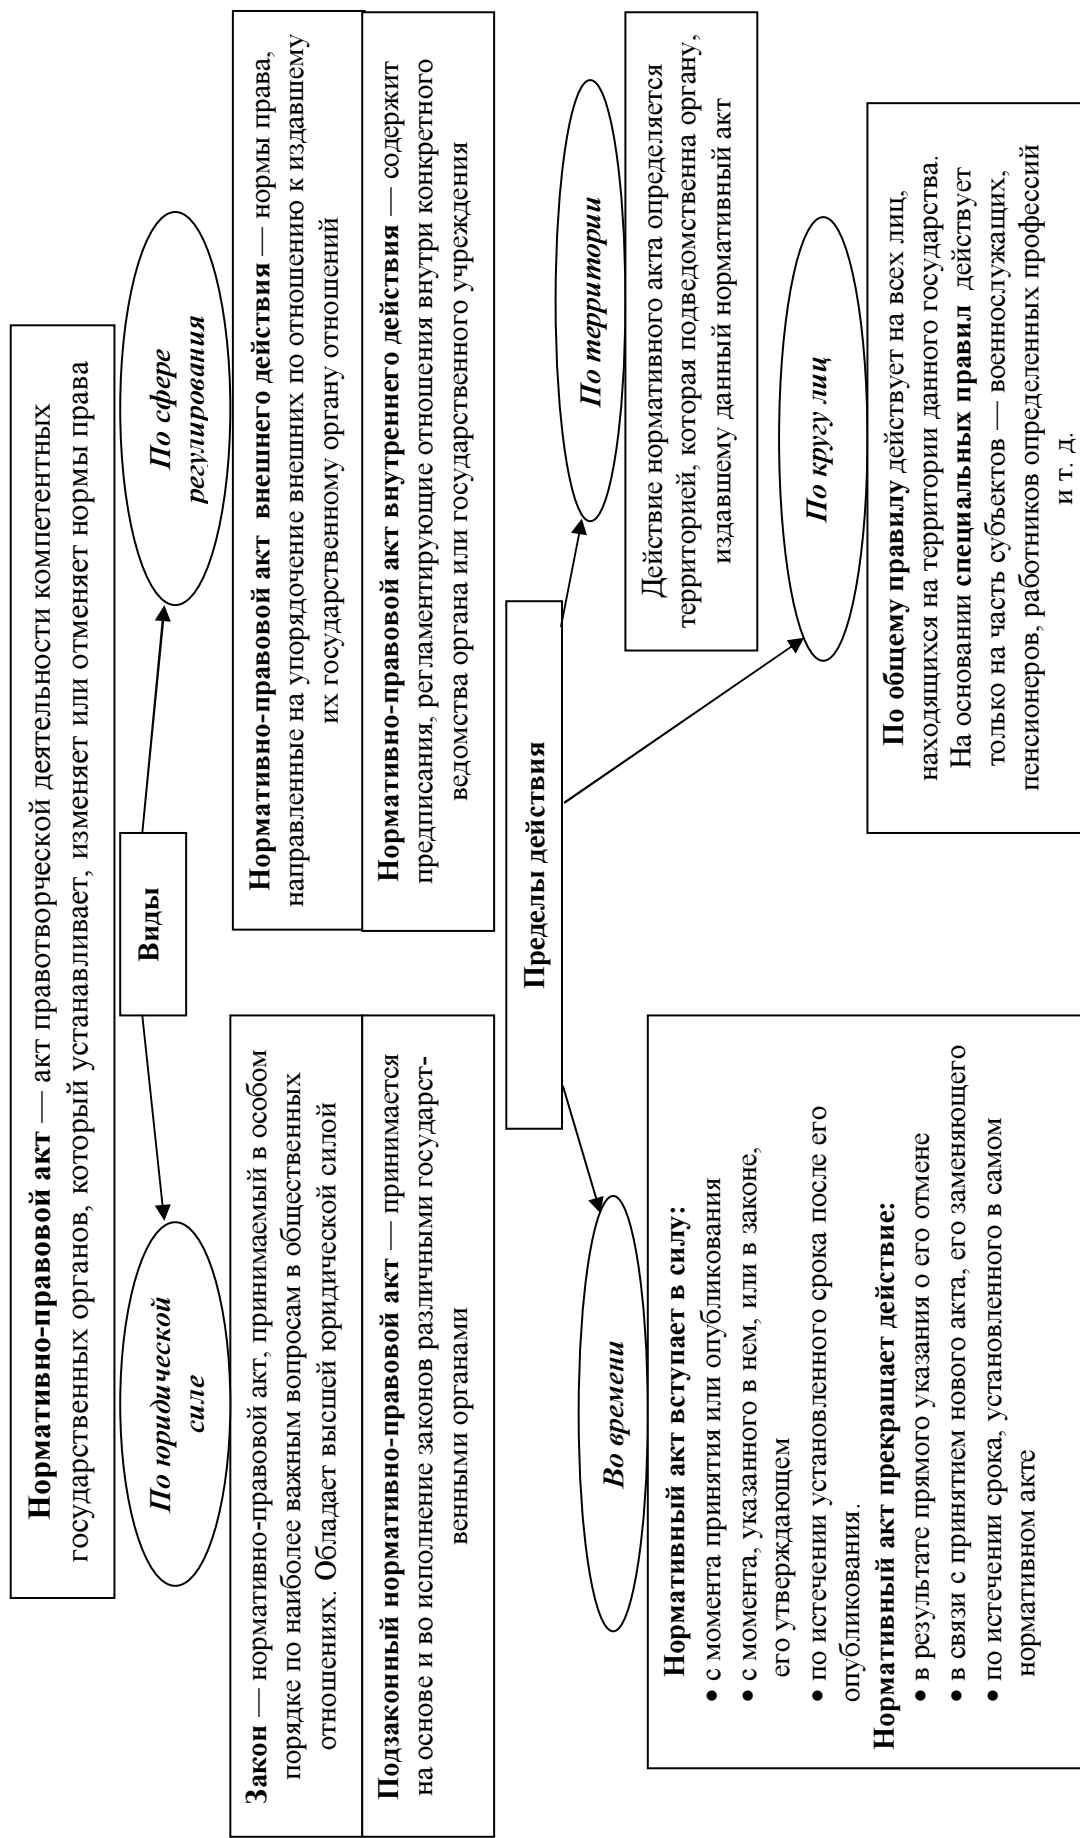 Нормативно-правовой акт — акт правотворческой деятельности компетентных
государственных органов, который устанавливает, изменяет или отменяет нормы права
Виды
По юридической
силе
По сфере
регулирования
Закон — нормативно-правовой акт, принимаемый в особом
порядке по наиболее важным вопросам в общественных
отношениях. Обладает высшей юридической силой
Подзаконный нормативно-правовой акт — принимается
на основе и во исполнение законов различными государст-
венными органами
Нормативно-правовой акт внешнего действия — нормы права,
направленные на упорядочение внешних по отношению к издавшему
их государственному органу отношений
Нормативно-правовой акт внутреннего действия — содержит
предписания, регламентирующие отношения внутри конкретного
ведомства органа или государственного учреждения
Пределы действия
Во времени
По территории
По кругу лиц
Нормативный акт вступает в силу:
• с момента принятия или опубликования
• с момента, указанного в нем, или в законе,
его утверждающем
• по истечении установленного срока после его
опубликования.
Нормативный акт прекращает действие:
• в результате прямого указания о его отмене
• в связи с принятием нового акта, его заменяющего
• по истечении срока, установленного в самом
нормативном акте
Действие нормативного акта определяется
территорией, которая подведомственна органу,
издавшему данный нормативный акт
По общему правилу действует на всех лиц,
находящихся на территории данного государства.
На основании специальных правил действует
только на часть субъектов — военнослужащих,
пенсионеров, работников определенных профессий
и т. д.